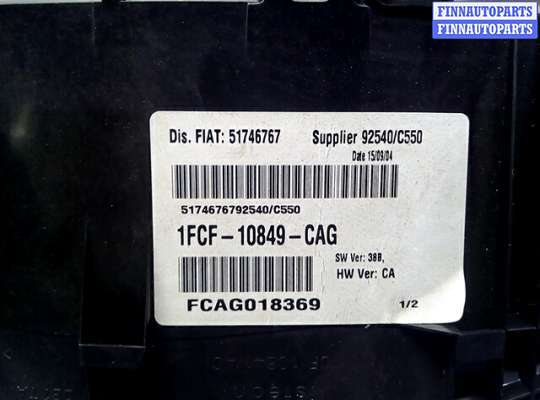 FINNAUTOPARTS
FINNAUTOPARTS
Dis. FIAT: 51746767 Supplier 92540/C550
Date 15/09/04
5174676792540/C550
1FCF-10849-CAG
SW Ver: 38B,
HW Ver: CA
FCAG018369 1/2